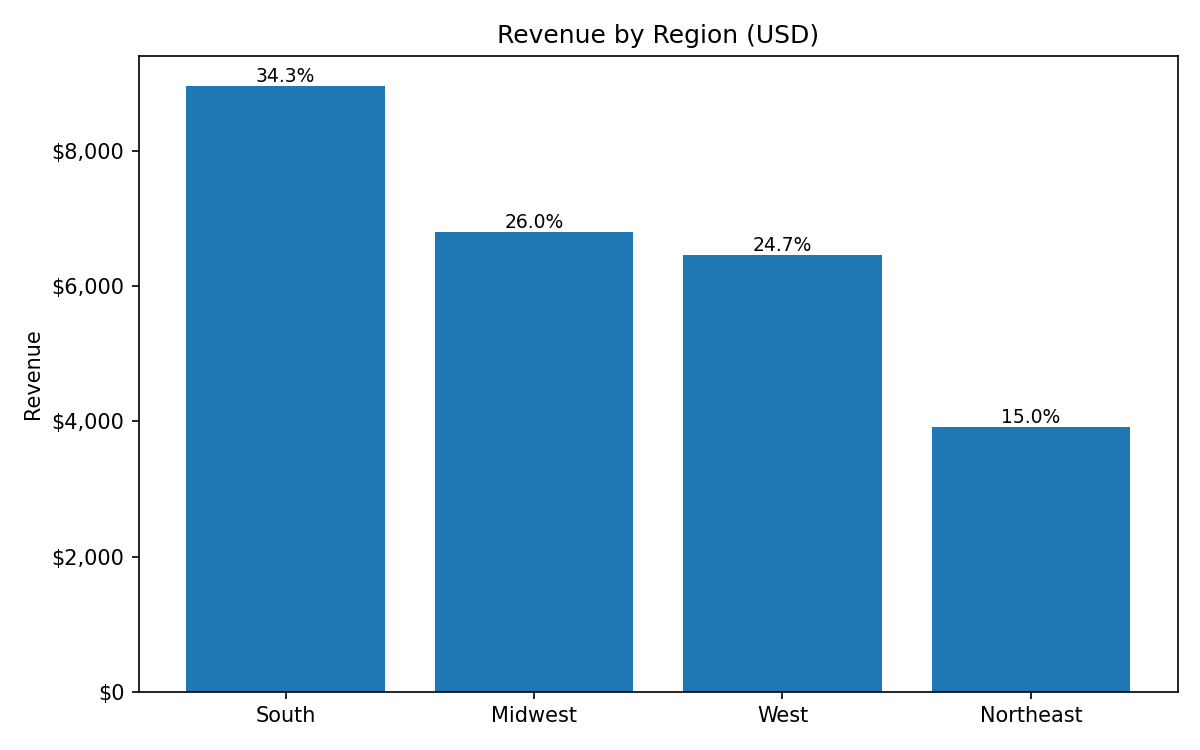 Revenue by Region (USD)
34.3%
26.0%
24.7%
15.0%
$8,000
$6,000
$4,000
$2,000
$0
Revenue
South
Midwest
West
Northeast